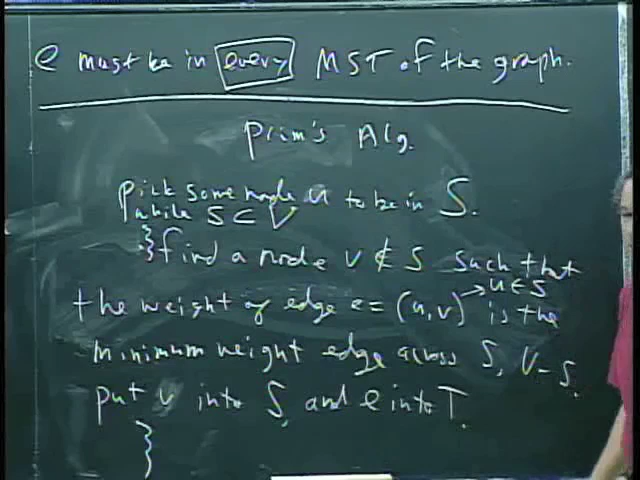 e must be in every MST of the graph.
Prim's Alg.
pick some node u to be in S.
while S ⊂ V
{ find a node v ∉ S such that
the weight of edge e = (u, v) → u ∈ S is the
minimum weight edge across S, V - S.
put v into S, and e into T.
}